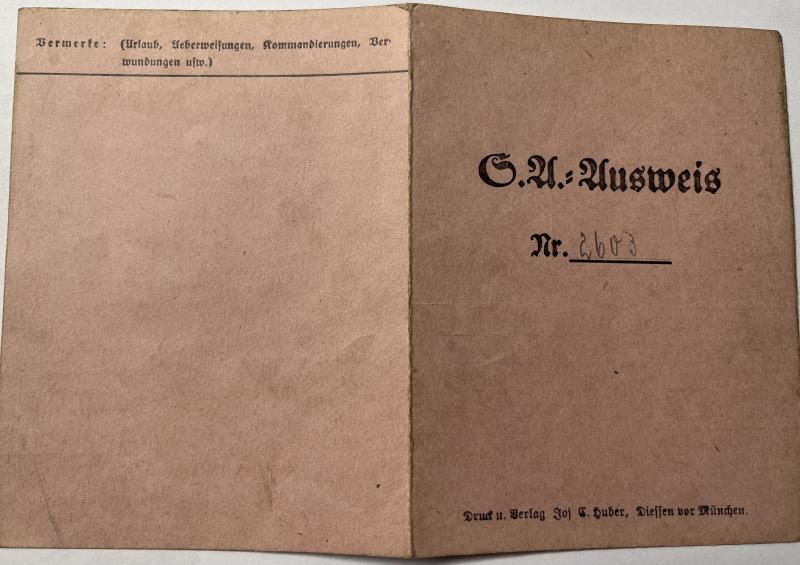 Vermerke: (Urlaub, Ueberweisungen, Kommandierungen, Ver-
wundungen usw.)
S.A.-Ausweis
Nr. 2603
Druck u. Verlag Jos C. Huber, Diessen vor München.